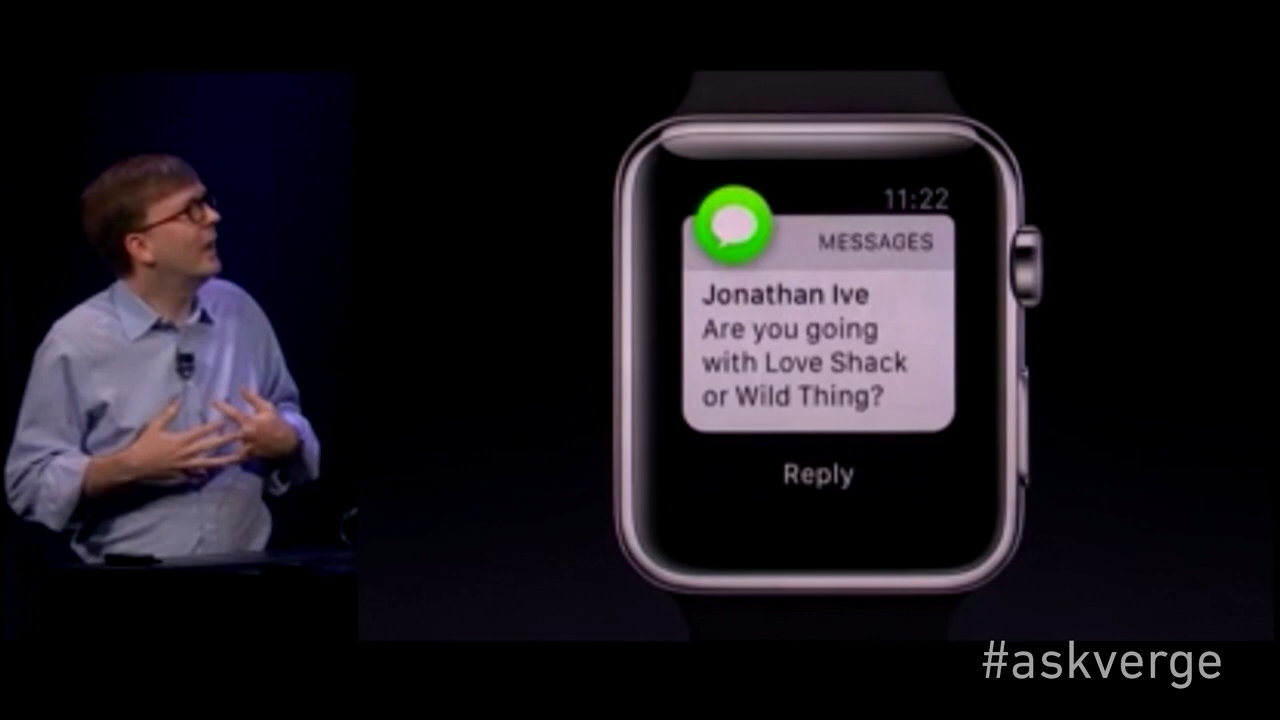 11:22
MESSAGES
Jonathan Ive
Are you going
with Love Shack
or Wild Thing?
Reply
#askverge